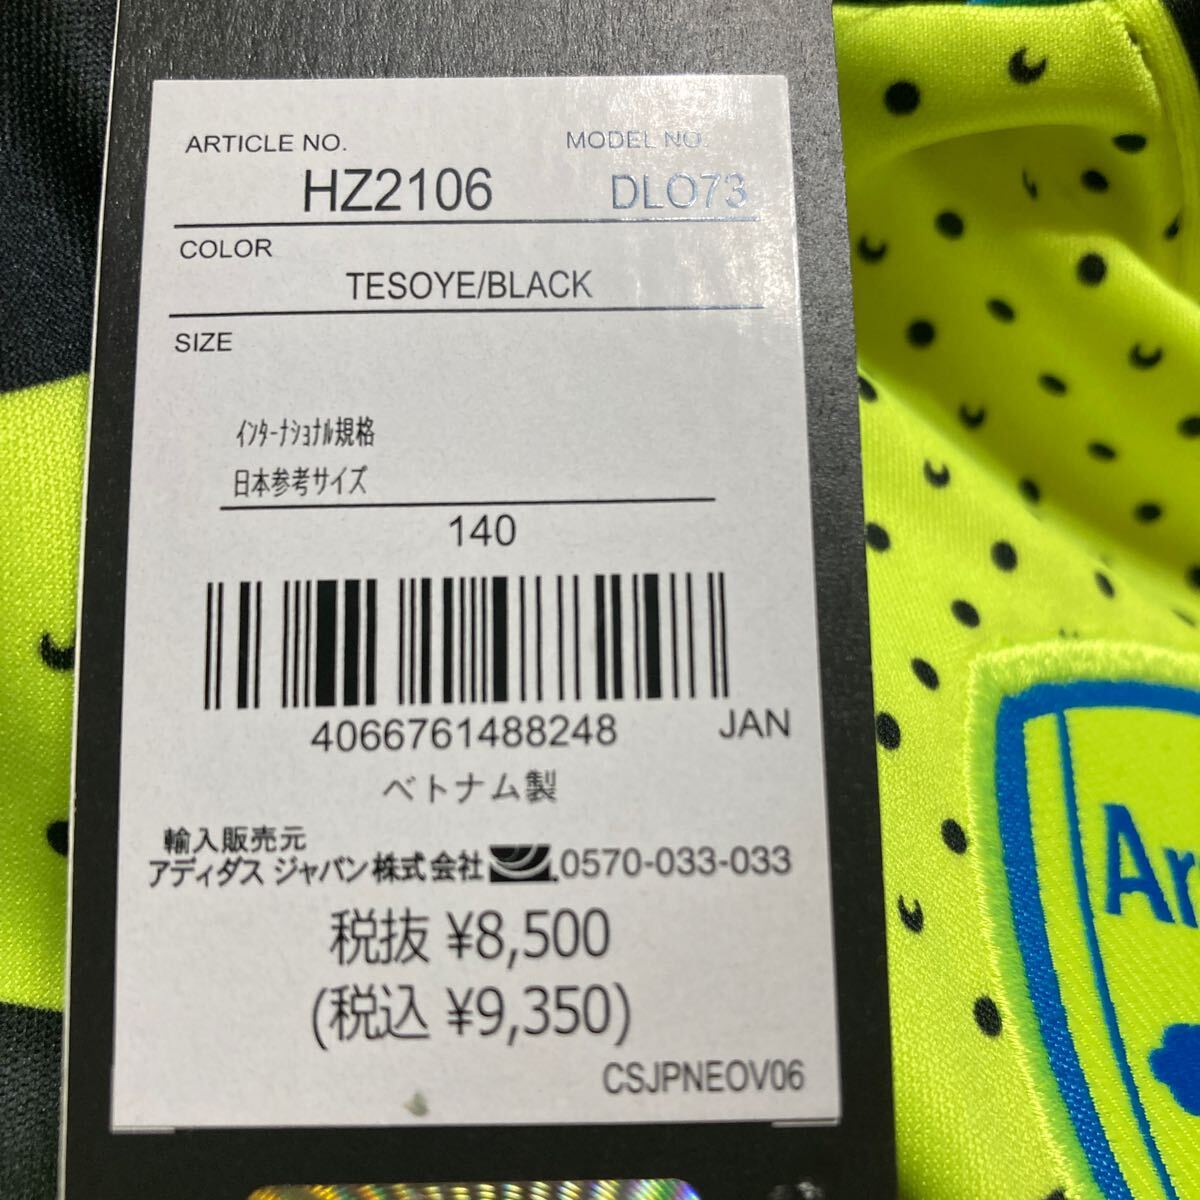 ARTICLE NO. MODEL NO.
HZ2106 DLO73
COLOR
TESOYE/BLACK
SIZE
ｲﾝﾀｰﾅｼｮﾅﾙ規格
日本参考サイズ
140
4066761488248 JAN
ベトナム製
輸入販売元
アディダス ジャパン株式会社 0570-033-033
税抜 ¥8,500
(税込 ¥9,350)
CSJPNEOV06
Ar